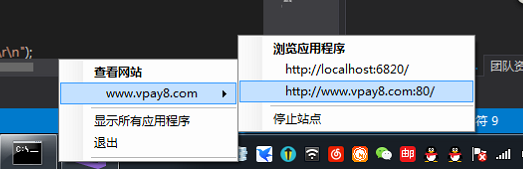 \r\n");
查看网站
www.vpay8.com
显示所有应用程序
退出
浏览应用程序
http://localhost:6820/
http://www.vpay8.com:80/
停止站点
团队资
符 9
C:\.
邮